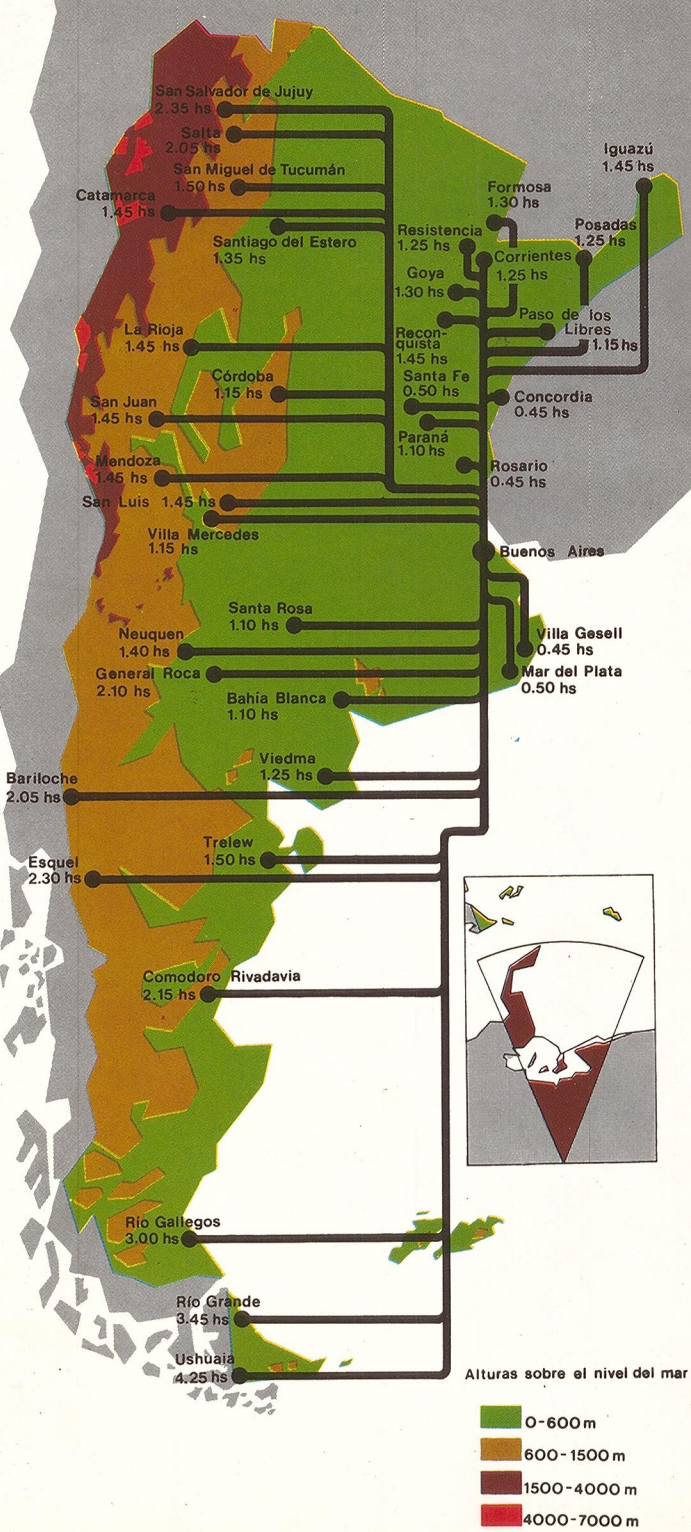 San Salvador de Jujuy
2.35 hs
Salta
2.05 hs
San Miguel de Tucumán
1.50 hs
Catamarca
1.45 hs
Santiago del Estero
1.35 hs
Iguazú
1.45 hs
Formosa
1.30 hs
Resistencia
1.25 hs
Corrientes
1.25 hs
Posadas
1.25 hs
Goya
1.30 hs
Recon-
quista
1.45 hs
Paso de los
Libres
1.15 hs
La Rioja
1.45 hs
Córdoba
1.15 hs
San Juan
1.45 hs
Santa Fe
0.50 hs
Concordia
0.45 hs
Paraná
1.10 hs
Mendoza
1.45 hs
Rosario
0.45 hs
San Luis 1.45 hs
Villa Mercedes
1.15 hs
Buenos Aires
Santa Rosa
1.10 hs
Neuquen
1.40 hs
Villa Gesell
0.45 hs
General Roca
2.10 hs
Mar del Plata
0.50 hs
Bahía Blanca
1.10 hs
Viedma
1.25 hs
Bariloche
2.05 hs
Trelew
1.50 hs
Esquel
2.30 hs
Comodoro Rivadavia
2.15 hs
Río Gallegos
3.00 hs
Río Grande
3.45 hs
Ushuaia
4.25 hs
Alturas sobre el nivel del mar
0-600 m
600-1500 m
1500-4000 m
4000-7000 m